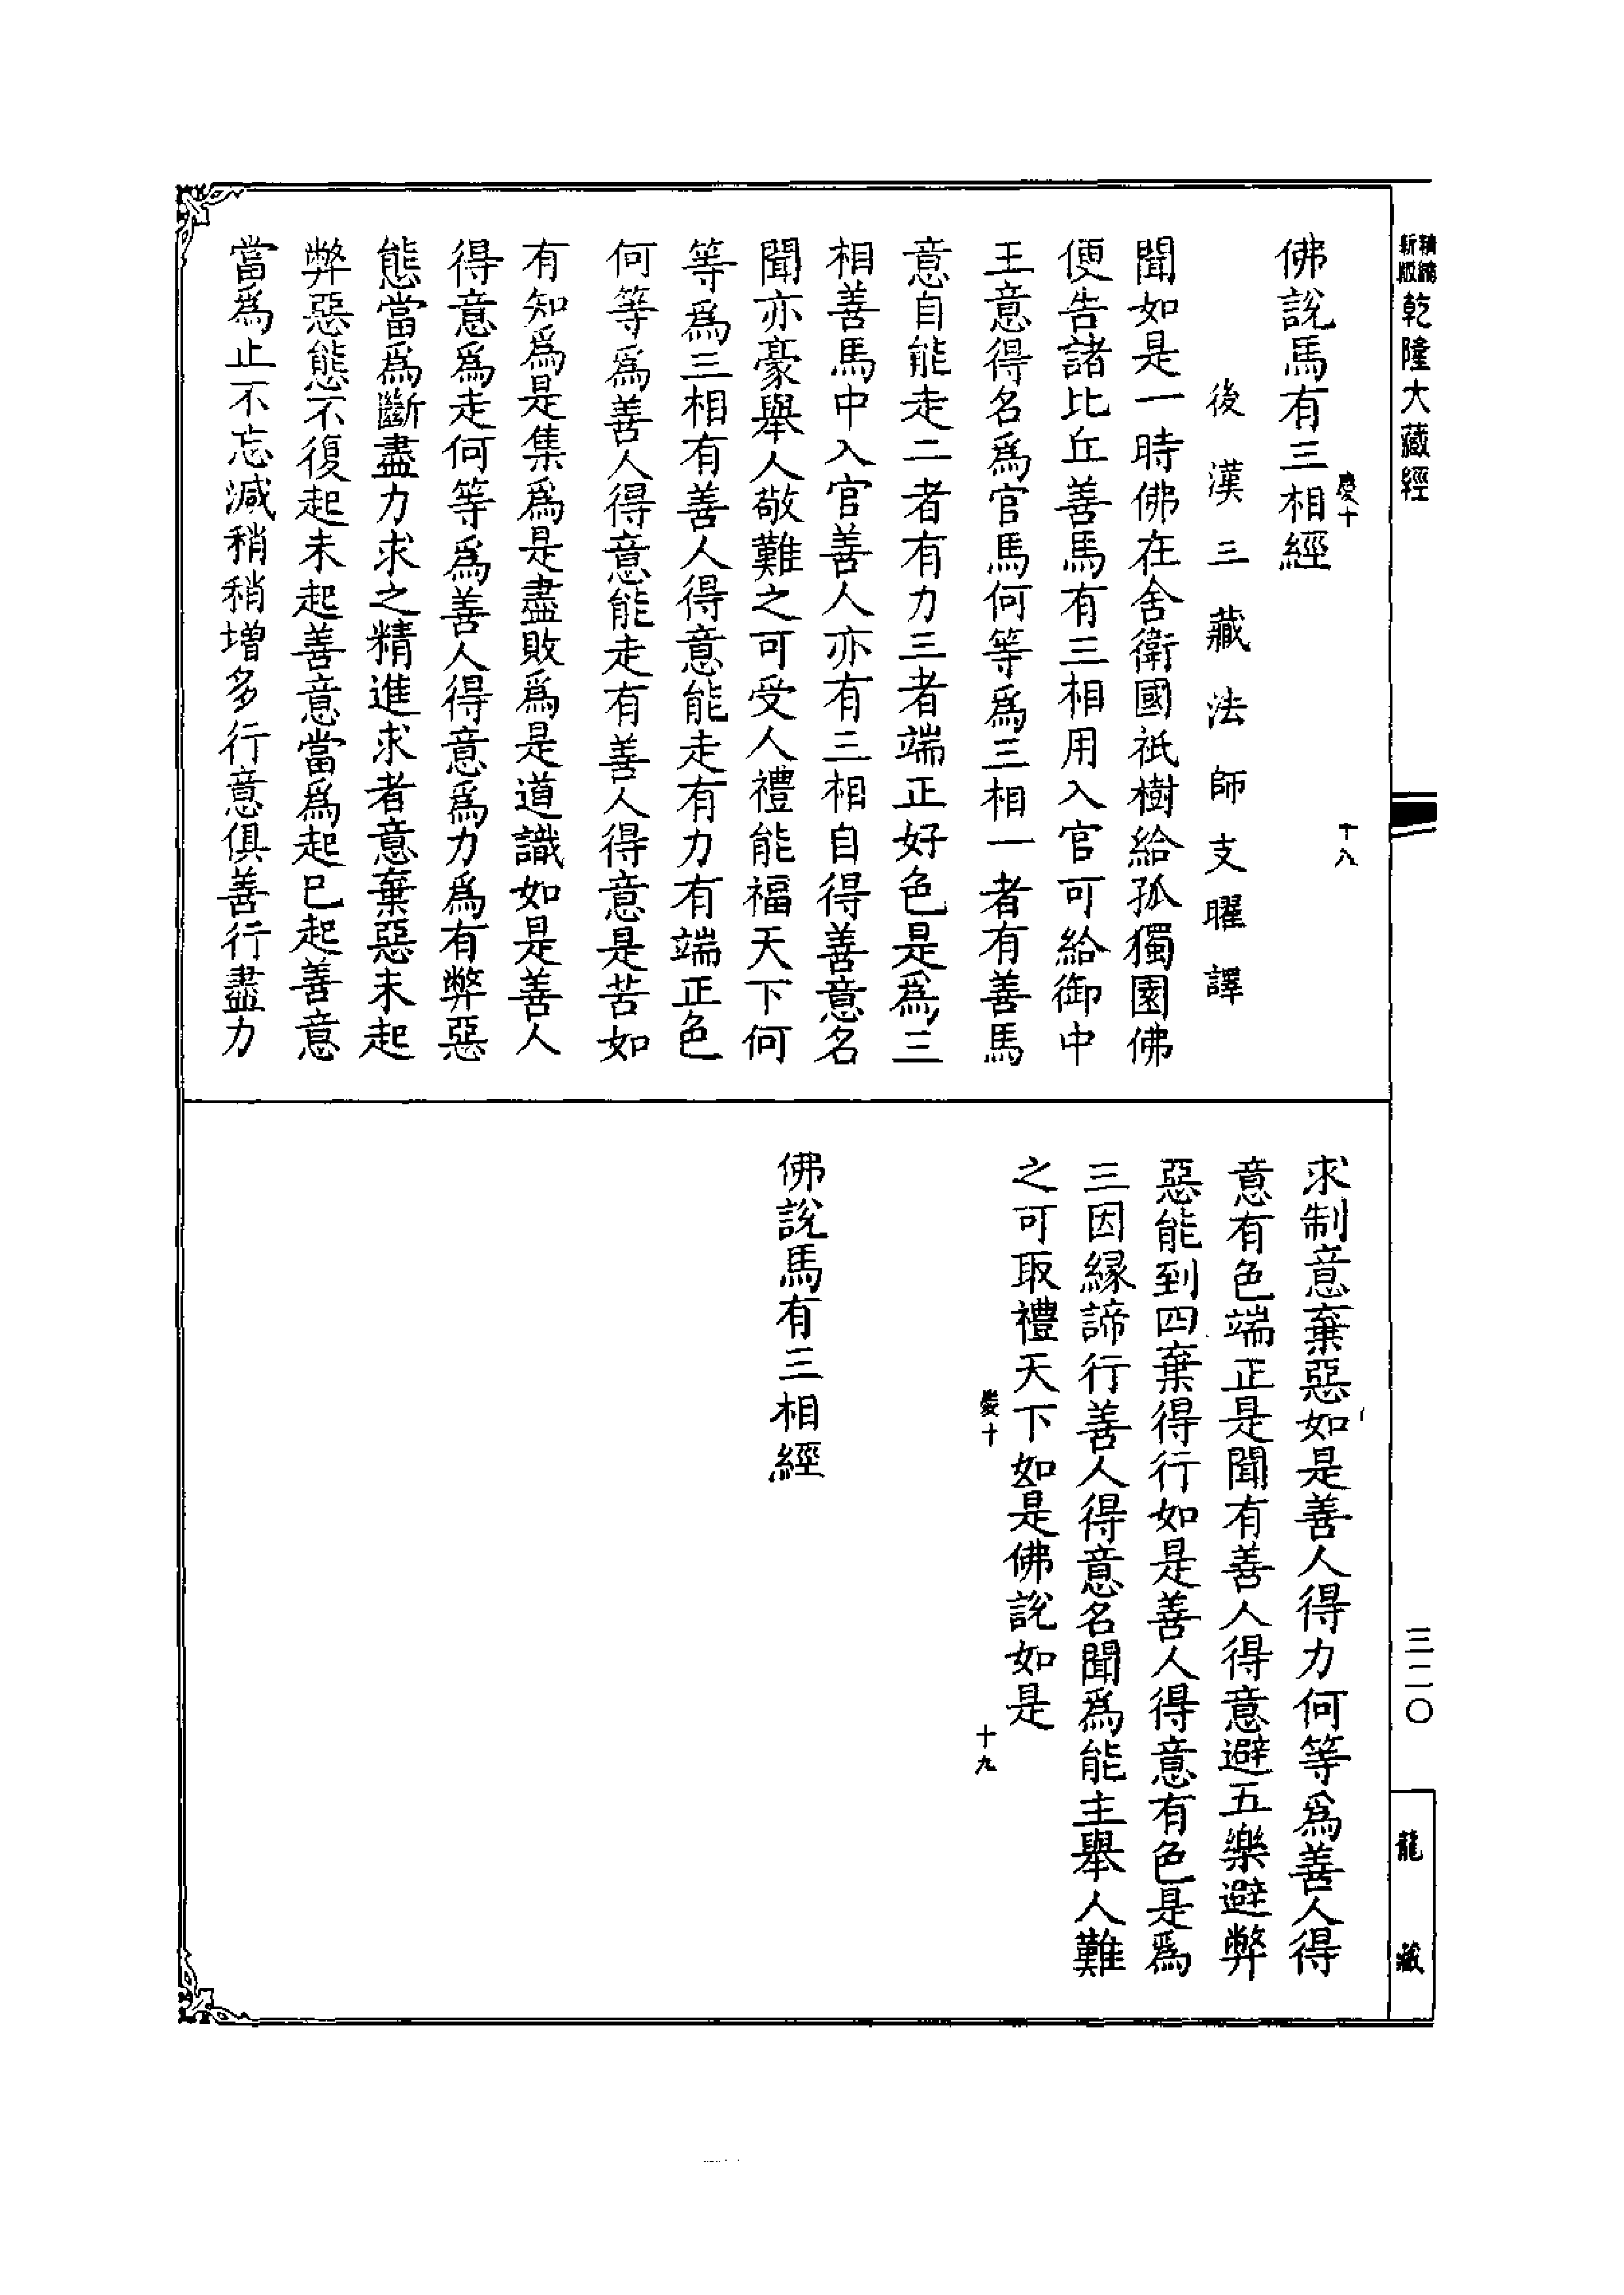 精編
新版
乾隆大藏經
三二〇
龍藏
慶十
十八
佛說馬有三相經
後漢三藏法師支曜譯
聞如是一時佛在舍衛國祇樹給孤獨園佛
便告諸比丘善馬有三相用入官可給御中
王意得名爲官馬何等爲三相一者有善馬
意自能走二者有力三者端正好色是爲三
相善馬中入官善人亦有三相自得善意名
聞亦豪舉人敬難之可受人禮能福天下何
等爲三相有善人得意能走有力有端正色
何等爲善人得意能走有善人得意是苦如
有知爲是集爲是盡敗爲是道識如是善人
得意爲走何等爲善人得意爲力爲有弊惡
態當爲斷盡力求之精進求者意棄惡未起
弊惡態不復起未起善意當爲起已起善意
當爲止不忘減稍稍增多行意俱善行盡力
求制意棄惡如是善人得力何等爲善人得
意有色端正是聞有善人得意避五樂避弊
惡能到四棄得行如是善人得意有色是爲
三因緣諦行善人得意名聞爲能主舉人難
之可取禮天下如是佛說如是
慶十
十九
佛說馬有三相經